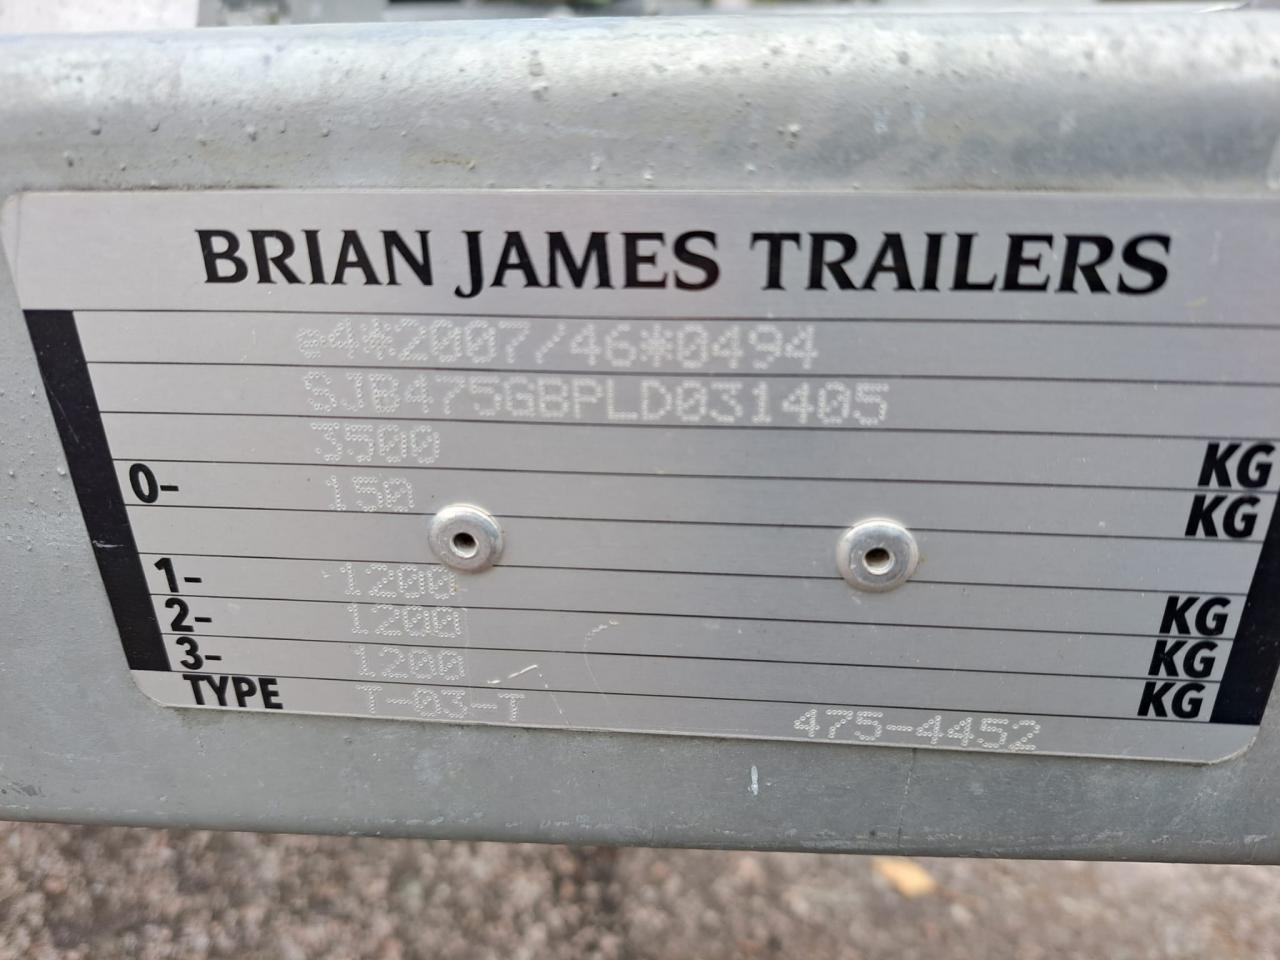 BRIAN JAMES TRAILERS
e4*2007/46*0494
SJB475GBPLD031405
3500 KG
0- 150 KG
1- 1200 KG
2- 1200 KG
3- 1200 KG
TYPE T-03-T 475-4452